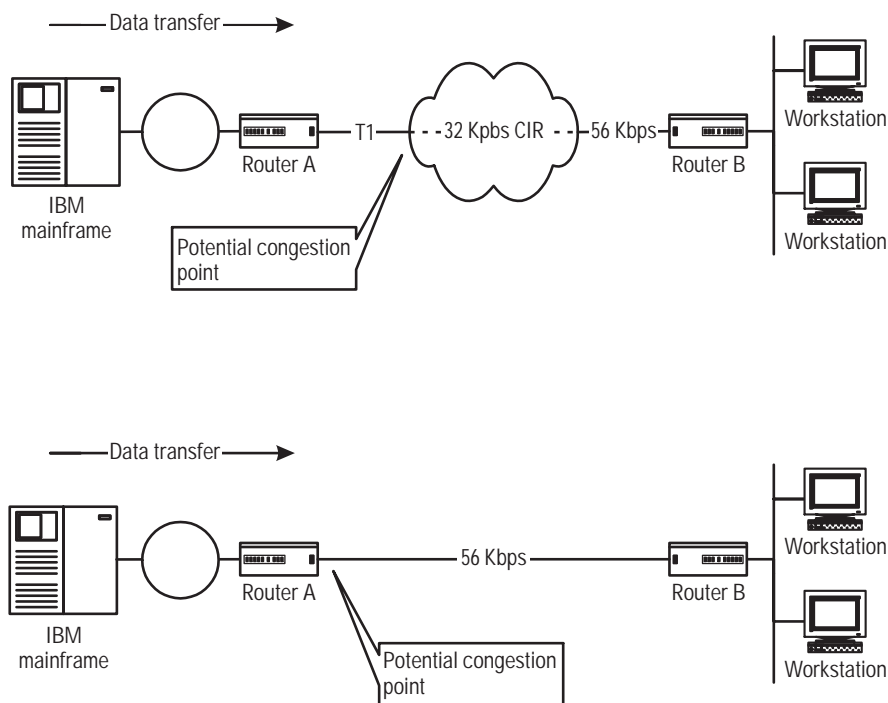 Data transfer
T1
32 Kpbs CIR
56 Kbps
Workstation
Router A
Router B
IBM
mainframe
Potential congestion
point
Workstation
Data transfer
56 Kbps
Workstation
Router A
Router B
IBM
mainframe
Potential congestion
point
Workstation